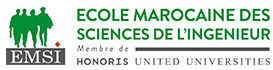 ECOLE MAROCAINE DES
SCIENCES DE L'INGENIEUR
EMSI
Membre de
HONORIS UNITED UNIVERSITIES